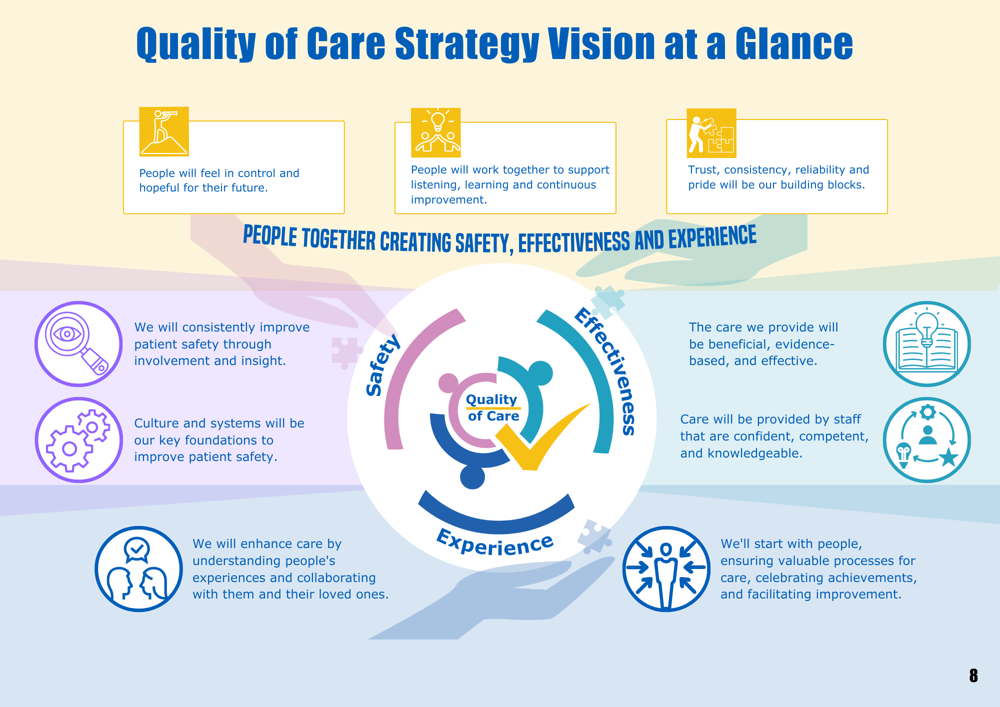 Quality of Care Strategy Vision at a Glance
People will feel in control and
hopeful for their future.
People will work together to support
listening, learning and continuous
improvement.
Trust, consistency, reliability and
pride will be our building blocks.
PEOPLE TOGETHER CREATING SAFETY, EFFECTIVENESS AND EXPERIENCE
We will consistently improve
patient safety through
involvement and insight.
Culture and systems will be
our key foundations to
improve patient safety.
Safety
Effectiveness
Quality
of Care
Experience
The care we provide will
be beneficial, evidence-
based, and effective.
Care will be provided by staff
that are confident, competent,
and knowledgeable.
We will enhance care by
understanding people's
experiences and collaborating
with them and their loved ones.
We'll start with people,
ensuring valuable processes for
care, celebrating achievements,
and facilitating improvement.
8